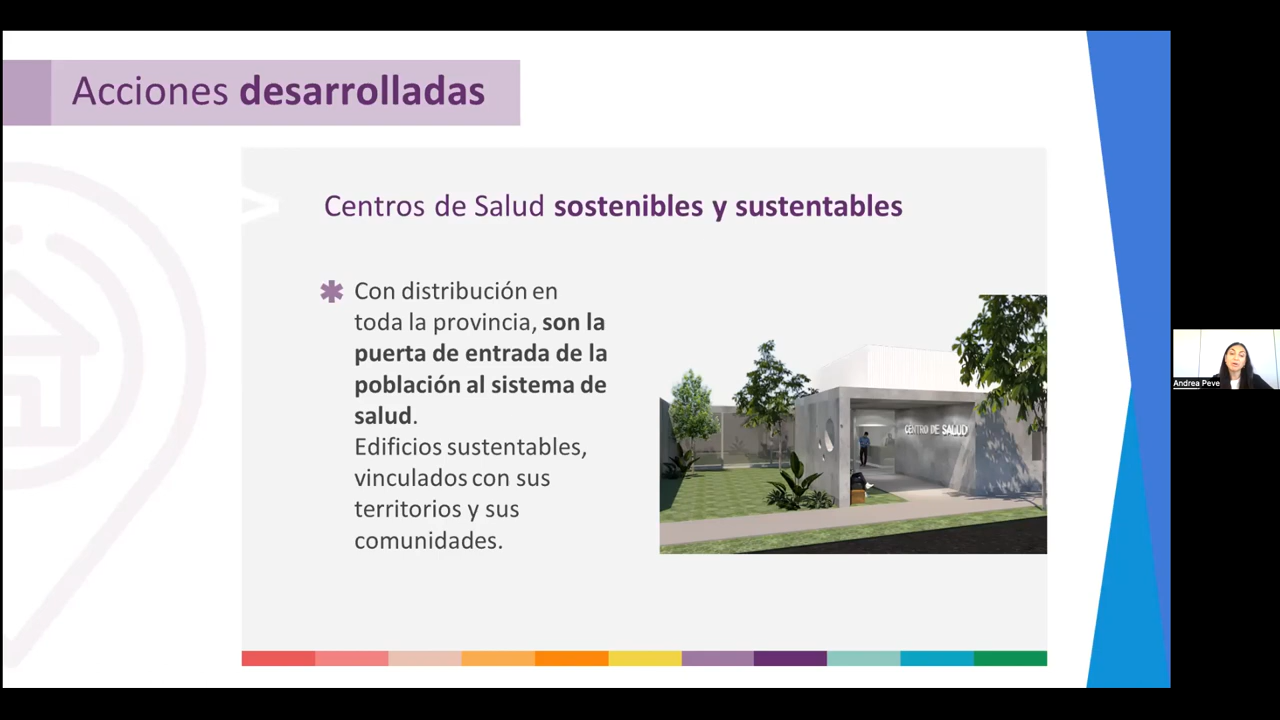 Acciones desarrolladas
Centros de Salud sostenibles y sustentables
Con distribución en
toda la provincia, son la
puerta de entrada de la
población al sistema de
salud.
Edificios sustentables,
vinculados con sus
territorios y sus
comunidades.
CENTRO DE SALUD
Andrea Peve